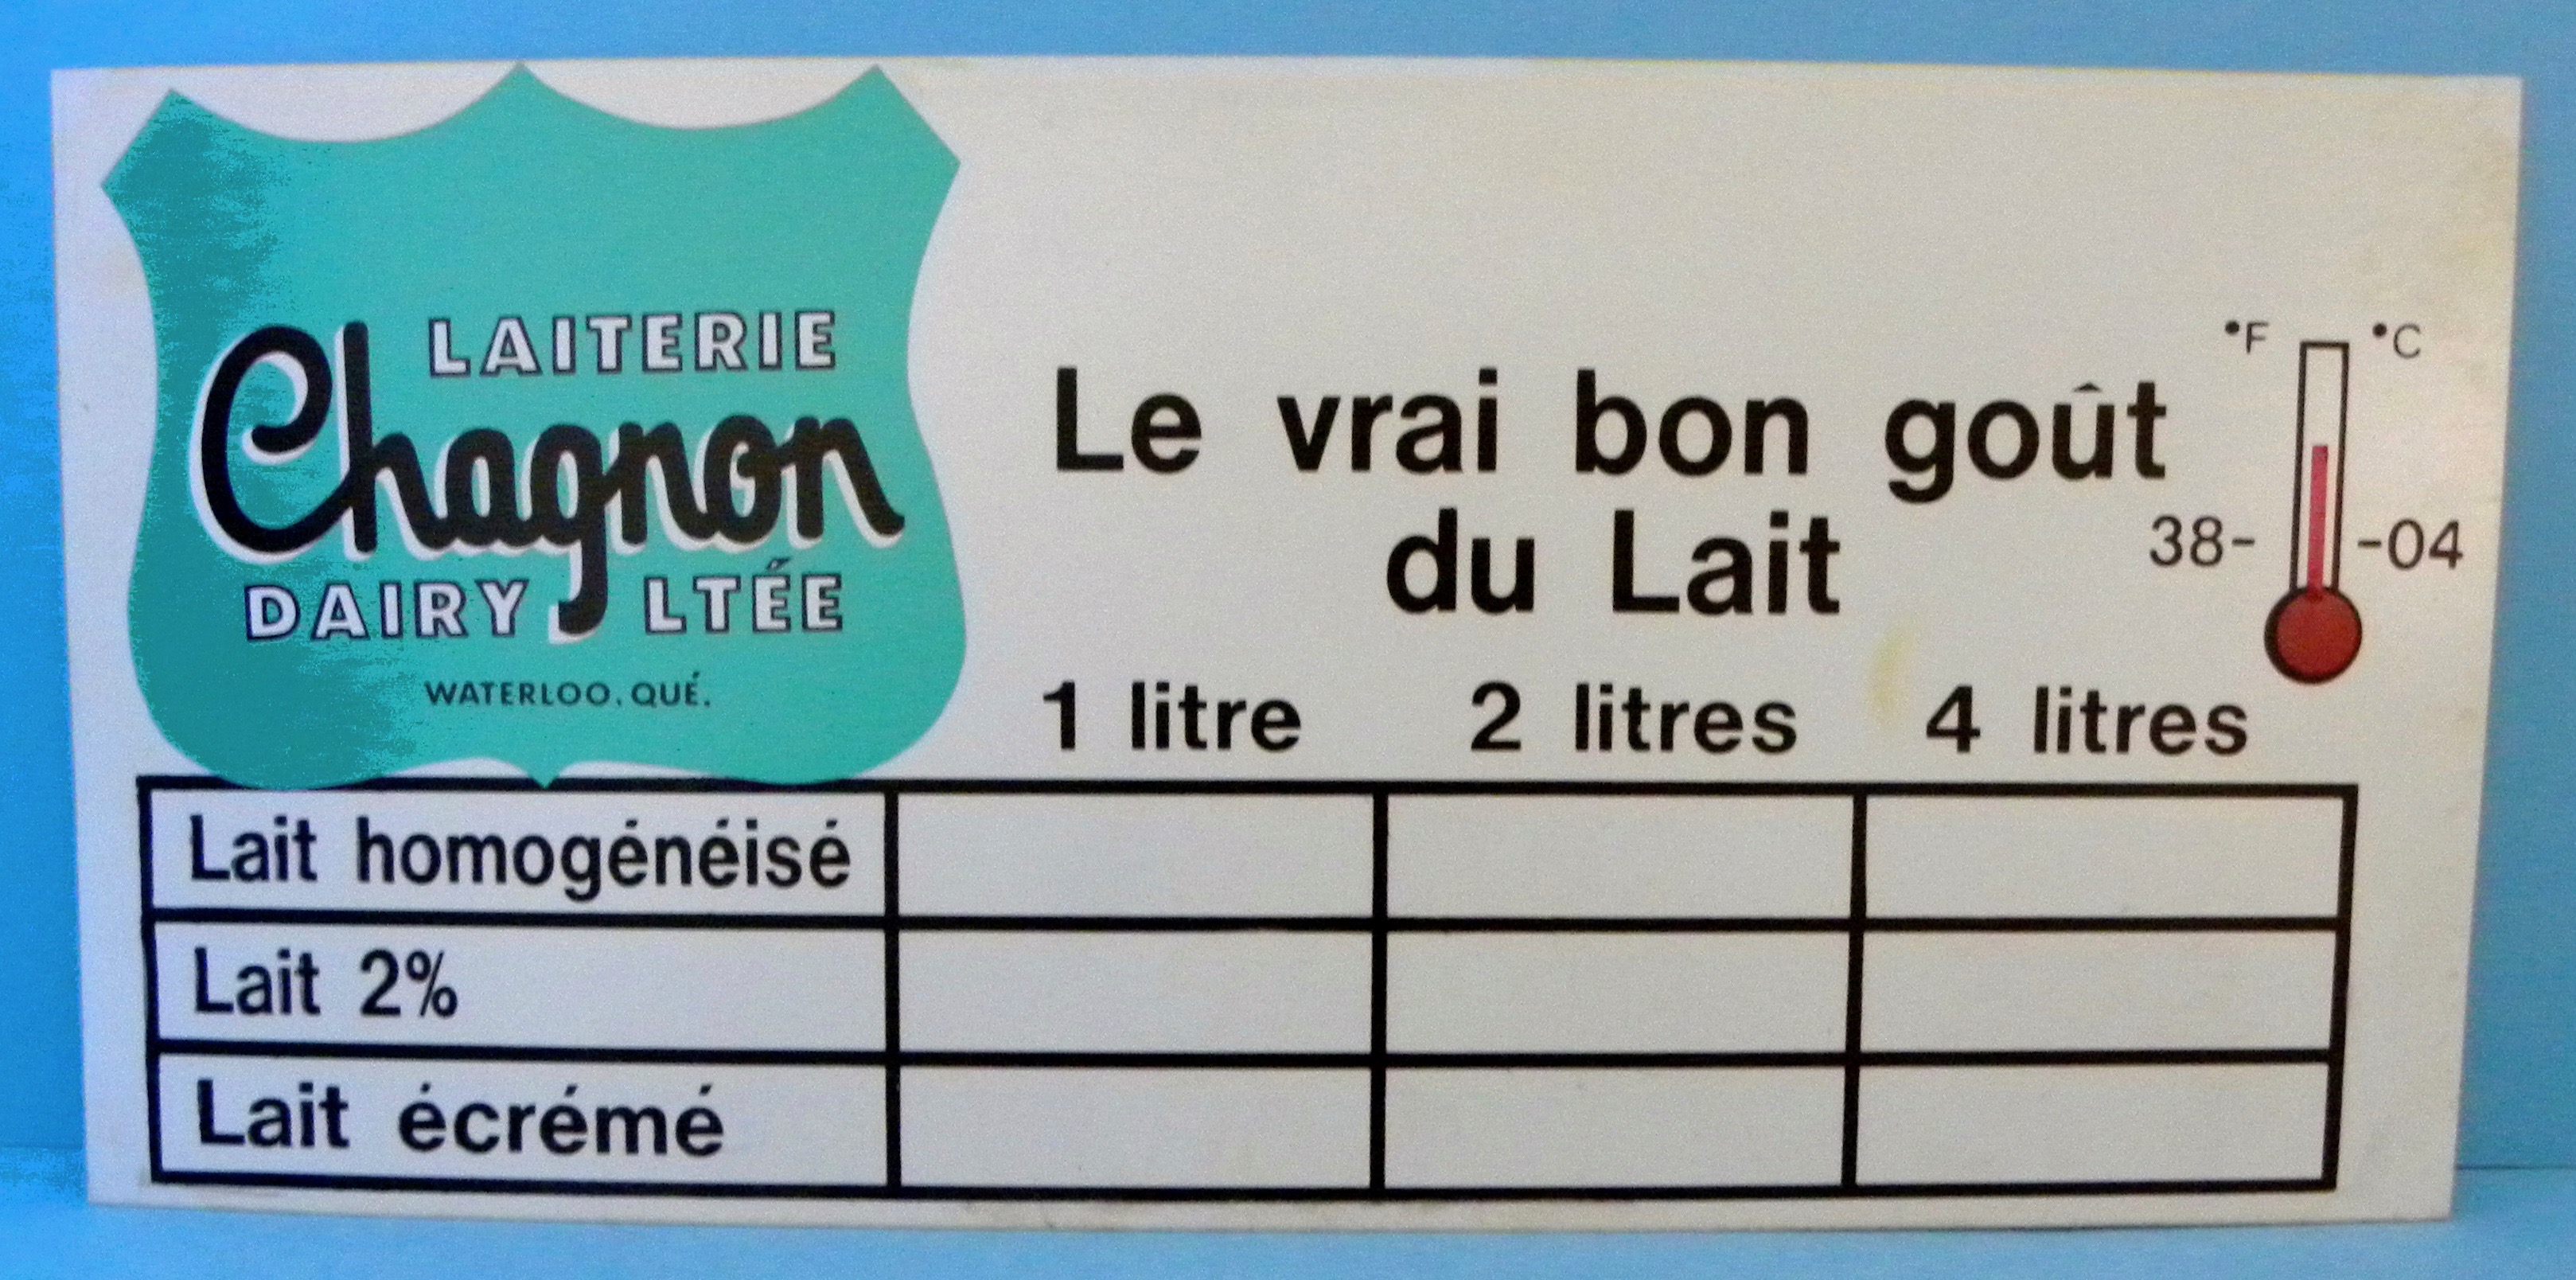 LAITERIE
Chagnon
DAIRY LTÉE
WATERLOO, QUÉ.
Le vrai bon goût
du Lait
°F °C
38- -04
1 litre 2 litres 4 litres
Lait homogénéisé
Lait 2%
Lait écrémé